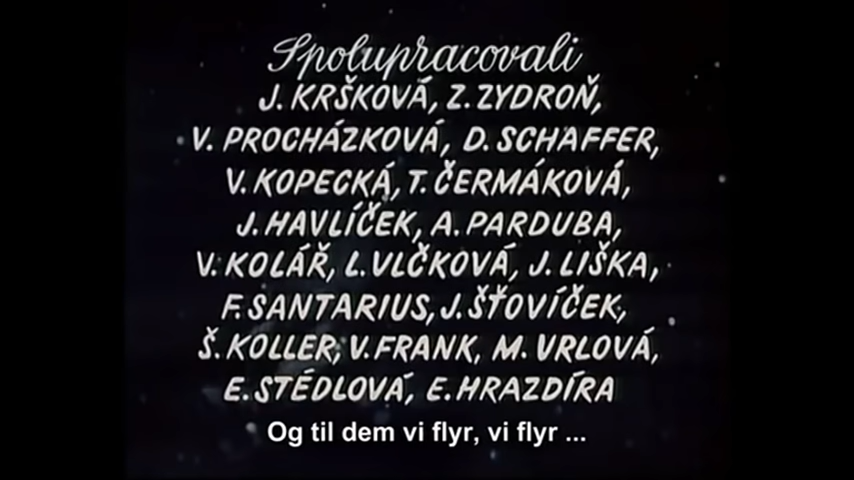 Spolupracovali
J. KRŠKOVÁ, Z. ZYDROŇ,
V. PROCHÁZKOVÁ, D. SCHAFFER,
V. KOPECKÁ, T. ČERMÁKOVÁ,
J. HAVLÍČEK, A. PARDUBA,
V. KOLÁŘ, L. VLČKOVÁ, J. LIŠKA,
F. SANTARIUS, J. ŠŤOVÍČEK,
Š. KOLLER, V. FRANK, M. VRLOVÁ,
E. STÉDLOVÁ, E. HRAZDÍRA
Og til dem vi flyr, vi flyr ...